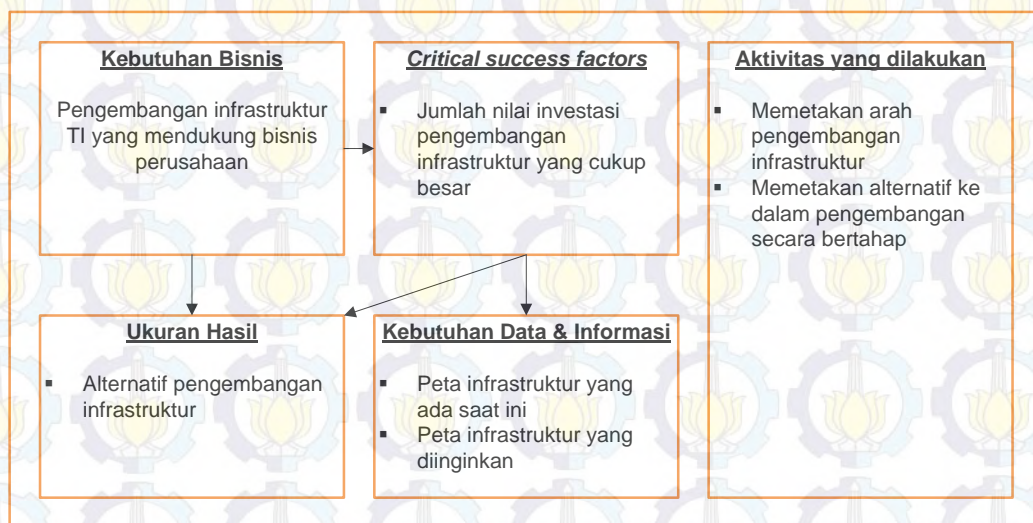 Kebutuhan Bisnis
Pengembangan infrastruktur
TI yang mendukung bisnis
perusahaan
Critical success factors
▪ Jumlah nilai investasi
pengembangan
infrastruktur yang cukup
besar
Aktivitas yang dilakukan
▪ Memetakan arah
pengembangan
infrastruktur
▪ Memetakan alternatif ke
dalam pengembangan
secara bertahap
Ukuran Hasil
▪ Alternatif pengembangan
infrastruktur
Kebutuhan Data & Informasi
▪ Peta infrastruktur yang
ada saat ini
▪ Peta infrastruktur yang
diinginkan